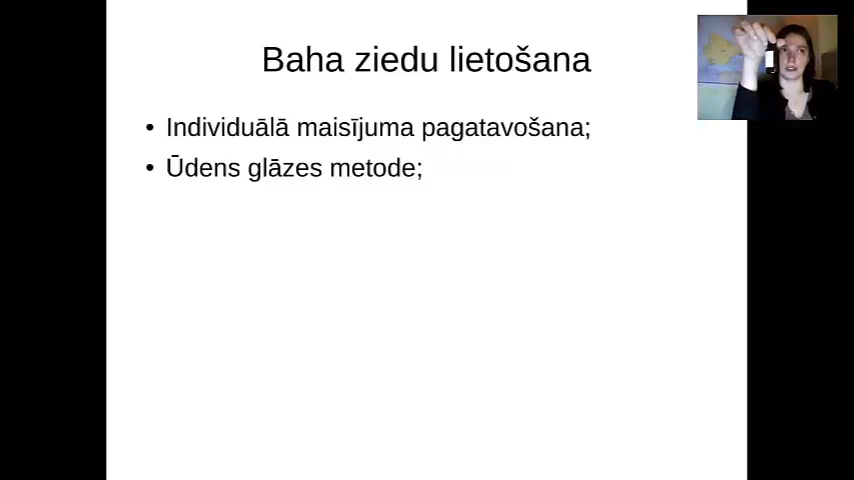 Baha ziedu lietošana
• Individuālā maisījuma pagatavošana;
• Ūdens glāzes metode;